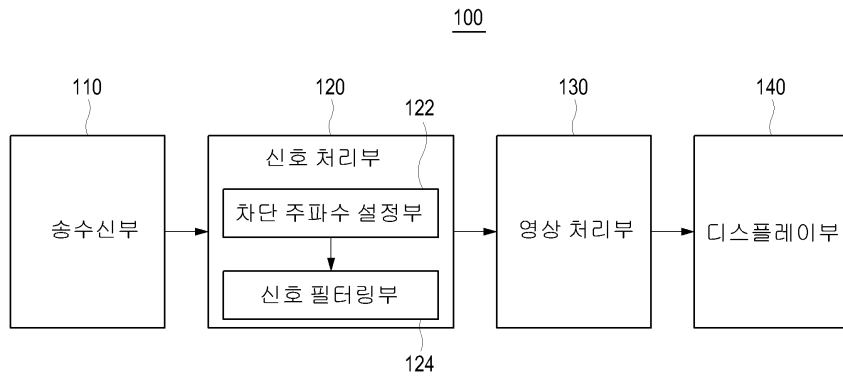 100
110
120
122
130
140
송수신부
신호 처리부
차단 주파수 설정부
신호 필터링부
124
영상 처리부
디스플레이부